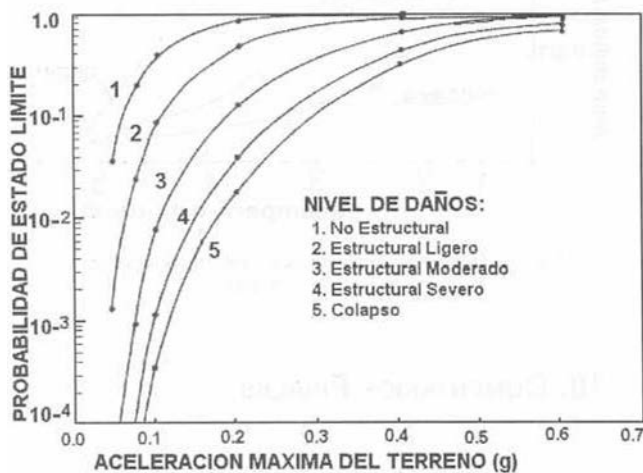 PROBABILIDAD DE ESTADO LIMITE
1.0
10-1
10-2
10-3
10-4
1
2
3
4
5
NIVEL DE DAÑOS:
1. No Estructural
2. Estructural Ligero
3. Estructural Moderado
4. Estructural Severo
5. Colapso
0.0 0.1 0.2 0.3 0.4 0.5 0.6 0.7
ACELERACION MAXIMA DEL TERRENO (g)